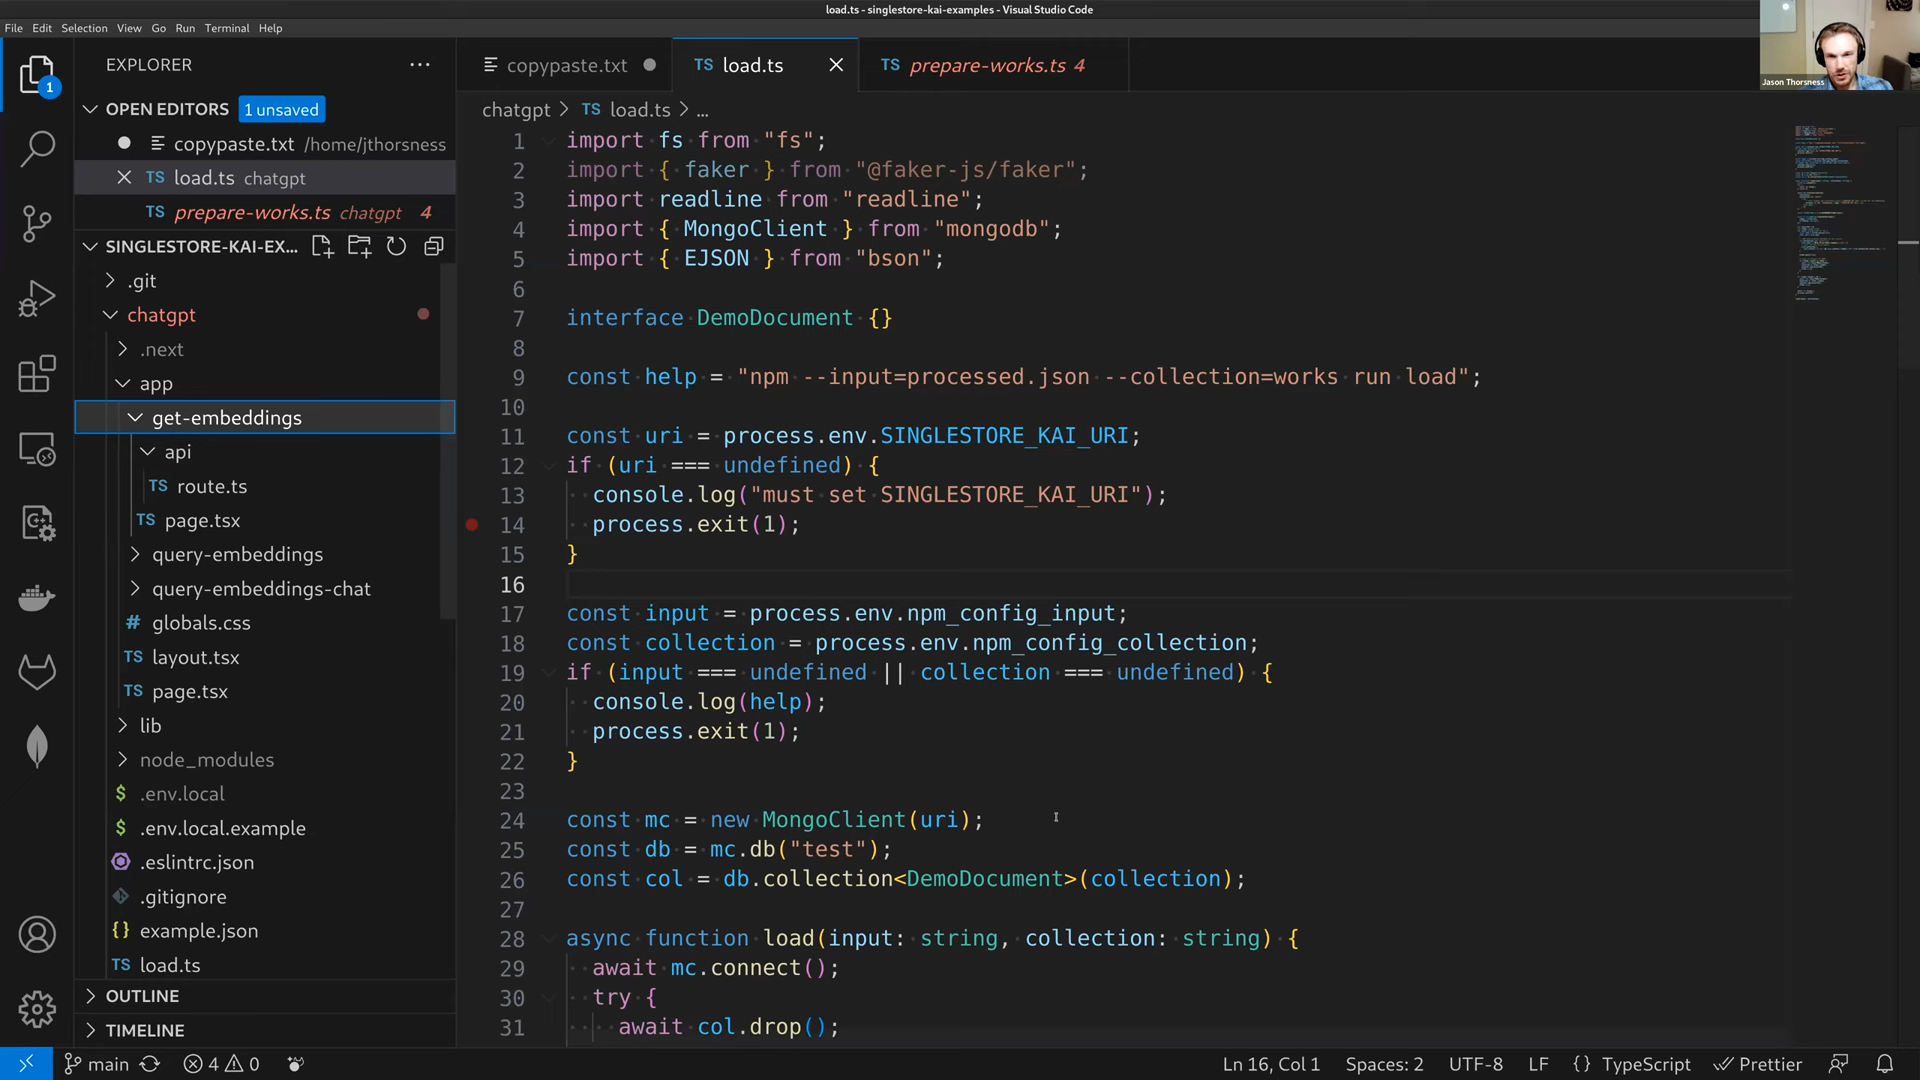 load.ts - singlestore-kai-examples - Visual Studio Code
File Edit Selection View Go Run Terminal Help
Jason Thorsness
1
EXPLORER
OPEN EDITORS 1 unsaved
copypaste.txt /home/jthorsness
TS load.ts chatgpt
TS prepare-works.ts chatgpt 4
SINGLESTORE-KAI-EX...
.git
chatgpt
.next
app
get-embeddings
api
TS route.ts
TS page.tsx
query-embeddings
query-embeddings-chat
# globals.css
TS layout.tsx
TS page.tsx
lib
node_modules
$ .env.local
$ .env.local.example
.eslintrc.json
.gitignore
{} example.json
TS load.ts
OUTLINE
TIMELINE
copypaste.txt
TS load.ts
TS prepare-works.ts 4
chatgpt > TS load.ts > ...
1 import fs from "fs";
2 import { faker } from "@faker-js/faker";
3 import readline from "readline";
4 import { MongoClient } from "mongodb";
5 import { EJSON } from "bson";
6
7 interface DemoDocument {}
8
9 const help = "npm --input=processed.json --collection=works run load";
10
11 const uri = process.env.SINGLESTORE_KAI_URI;
12 if (uri === undefined) {
13 console.log("must set SINGLESTORE_KAI_URI");
14 process.exit(1);
15 }
16
17 const input = process.env.npm_config_input;
18 const collection = process.env.npm_config_collection;
19 if (input === undefined || collection === undefined) {
20 console.log(help);
21 process.exit(1);
22 }
23
24 const mc = new MongoClient(uri);
25 const db = mc.db("test");
26 const col = db.collection<DemoDocument>(collection);
27
28 async function load(input: string, collection: string) {
29 await mc.connect();
30 try {
31 await col.drop();
main 4 0
Ln 16, Col 1 Spaces: 2 UTF-8 LF {} TypeScript Prettier